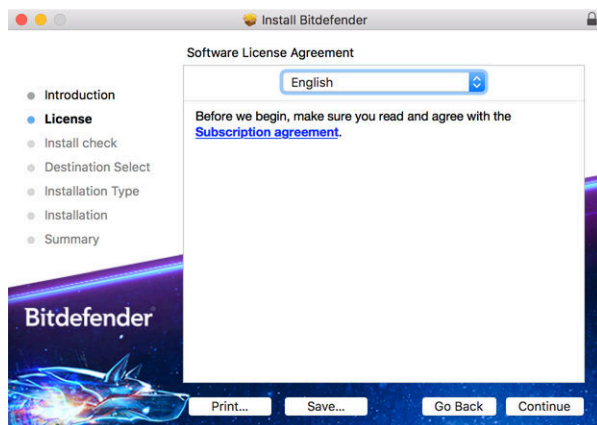 Install Bitdefender
Software License Agreement
Introduction
License
Install check
Destination Select
Installation Type
Installation
Summary
English
Before we begin, make sure you read and agree with the
Subscription agreement.
Bitdefender
Print...
Save...
Go Back
Continue